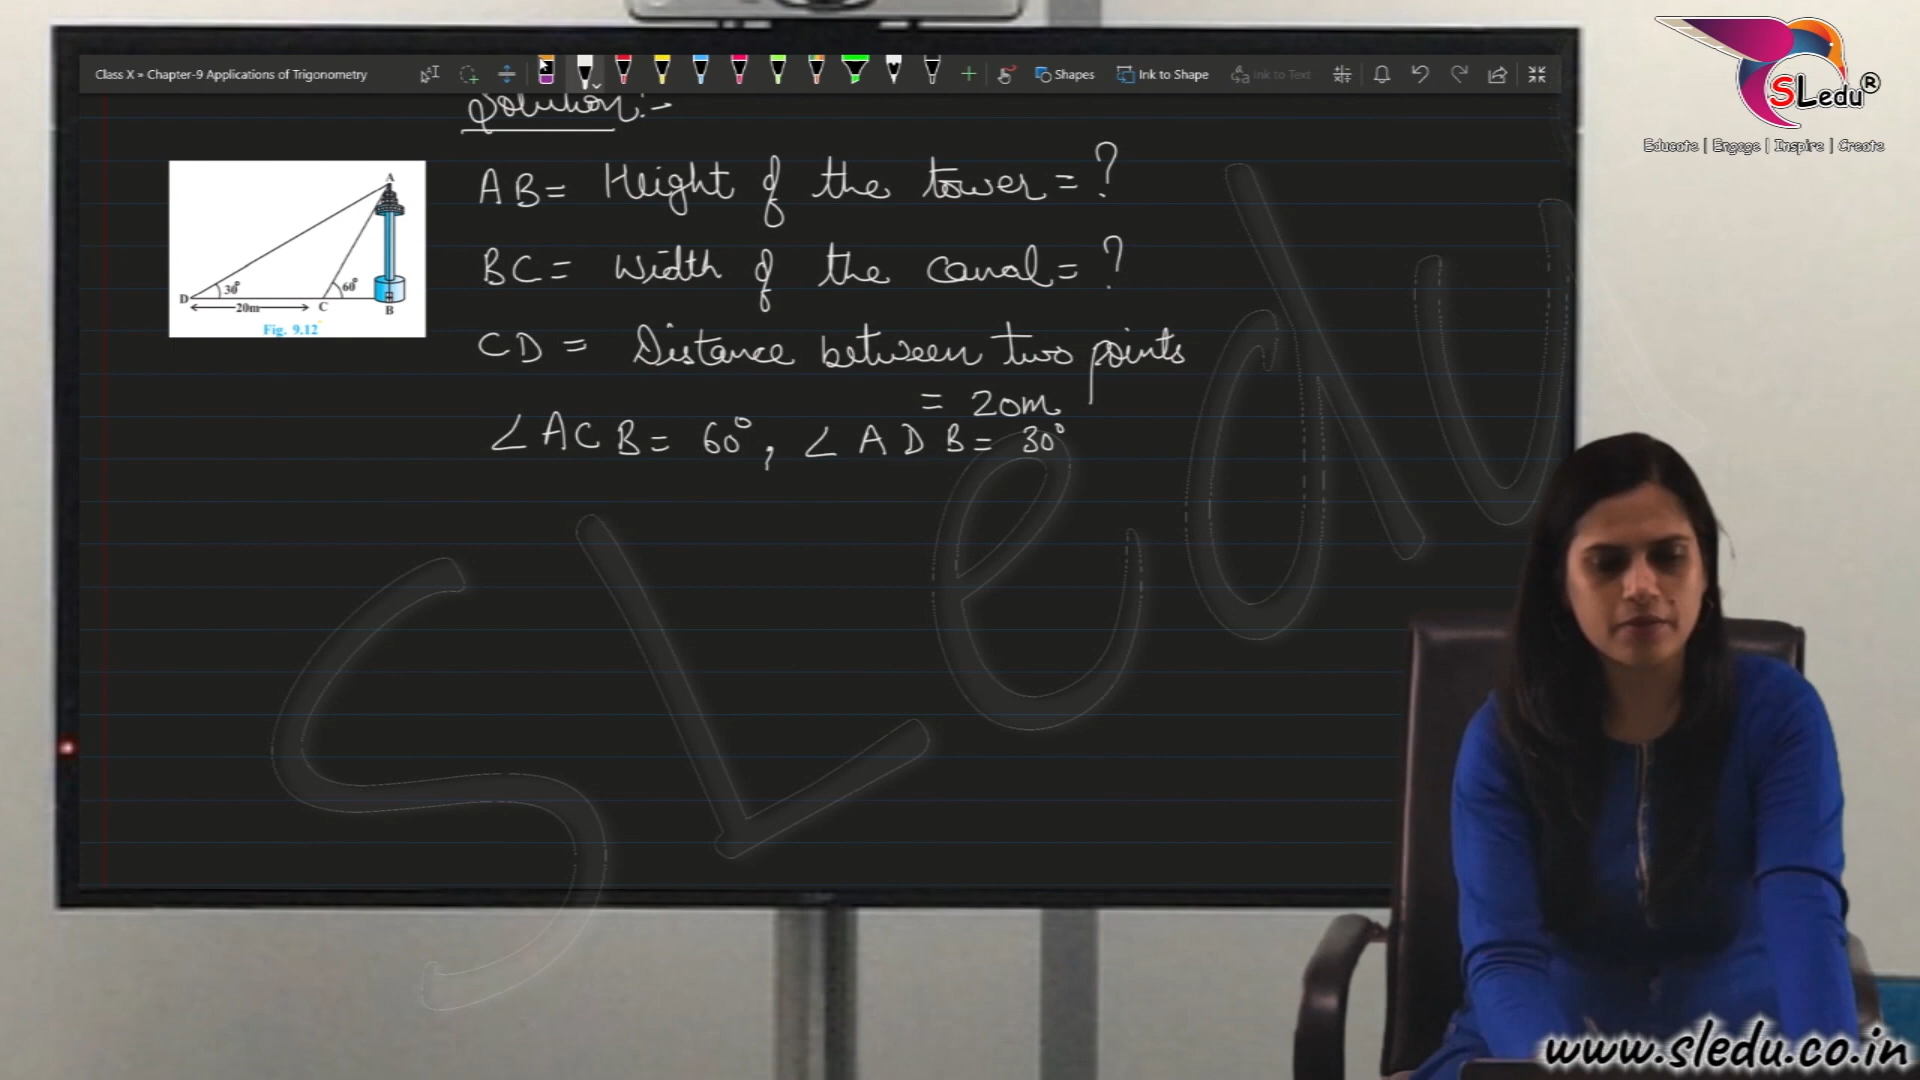 Class X » Chapter-9 Applications of Trigonometry
Shapes
Ink to Shape
Ink to Text
SLedu®
Educate | Engage | Inspire | Create
Solution:-
A
D 30° 60°
20m C B
Fig. 9.12
AB = Height of the tower = ?
BC = Width of the canal = ?
CD = Distance between two points
= 20m
∠ACB = 60°, ∠ADB = 30°
SLedu
www.sledu.co.in